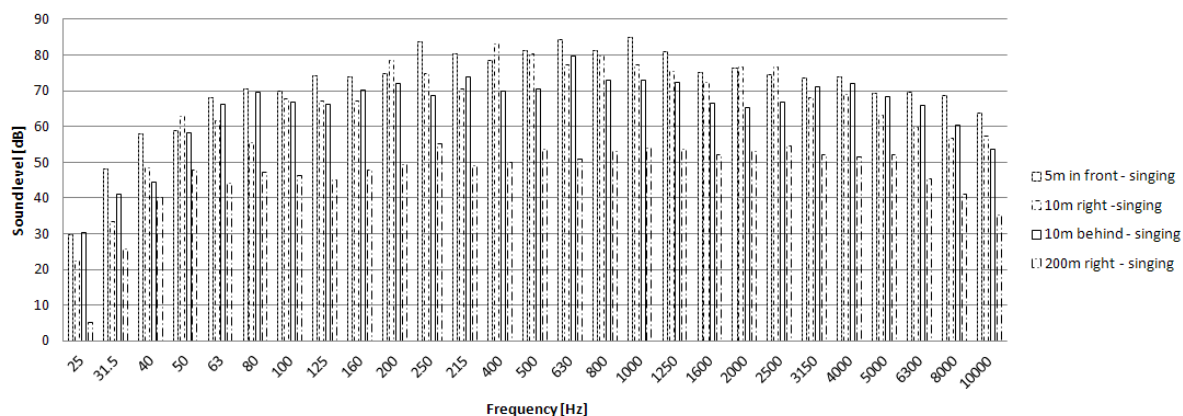 90
80
70
60
50
40
30
20
10
0
Sound level [dB]
25 31.5 40 50 63 80 100 125 160 200 250 215 400 500 630 800 1000 1250 1600 2000 2500 3150 4000 5000 6300 8000 10000
Frequency [Hz]
5m in front - singing
10m right -singing
10m behind - singing
200m right - singing